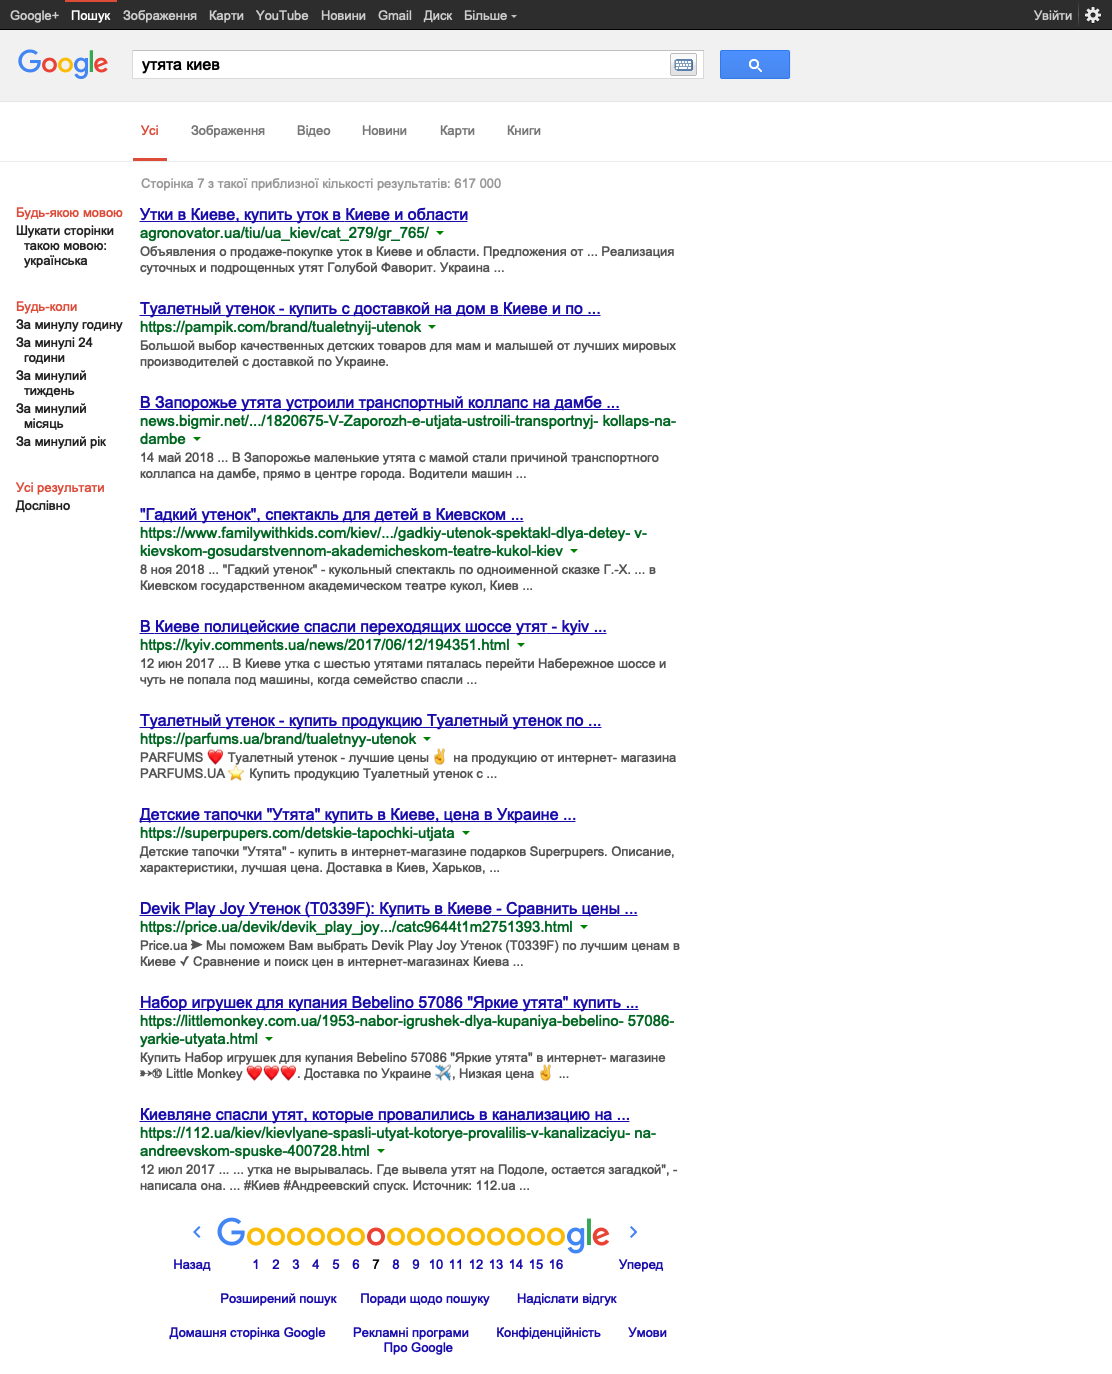 Google+ Пошук Зображення Карти YouTube Новини Gmail Диск Більше Увійти
Google утята киев
Усі Зображення Відео Новини Карти Книги
Сторінка 7 з такої приблизної кількості результатів: 617 000
Будь-якою мовою
Шукати сторінки
такою мовою:
українська
Будь-коли
За минулу годину
За минулі 24
години
За минулий
тиждень
За минулий
місяць
За минулий рік
Усі результати
Дослівно
Утки в Киеве, купить уток в Киеве и области
agronovator.ua/tiu/ua_kiev/cat_279/gr_765/
Объявления о продаже-покупке уток в Киеве и области. Предложения от ... Реализация
суточных и подрощенных утят Голубой Фаворит. Украина ...
Туалетный утенок - купить с доставкой на дом в Киеве и по ...
https://pampik.com/brand/tualetnyij-utenok
Большой выбор качественных детских товаров для мам и малышей от лучших мировых
производителей с доставкой по Украине.
В Запорожье утята устроили транспортный коллапс на дамбе ...
news.bigmir.net/.../1820675-V-Zaporozh-e-utjata-ustroili-transportnyj- kollaps-na-
dambe
14 май 2018 ... В Запорожье маленькие утята с мамой стали причиной транспортного
коллапса на дамбе, прямо в центре города. Водители машин ...
"Гадкий утенок", спектакль для детей в Киевском ...
https://www.familywithkids.com/kiev/.../gadkiy-utenok-spektakl-dlya-detey- v-
kievskom-gosudarstvennom-akademicheskom-teatre-kukol-kiev
8 ноя 2018 ... "Гадкий утенок" - кукольный спектакль по одноименной сказке Г.-Х. ... в
Киевском государственном академическом театре кукол, Киев ...
В Киеве полицейские спасли переходящих шоссе утят - kyiv ...
https://kyiv.comments.ua/news/2017/06/12/194351.html
12 июн 2017 ... В Киеве утка с шестью утятами пяталась перейти Набережное шоссе и
чуть не попала под машины, когда семейство спасли ...
Туалетный утенок - купить продукцию Туалетный утенок по ...
https://parfums.ua/brand/tualetnyy-utenok
PARFUMS ❤️ Туалетный утенок - лучшие цены ✌️ на продукцию от интернет- магазина
PARFUMS.UA ⭐ Купить продукцию Туалетный утенок с ...
Детские тапочки "Утята" купить в Киеве, цена в Украине ...
https://superpupers.com/detskie-tapochki-utjata
Детские тапочки "Утята" - купить в интернет-магазине подарков Superpupers. Описание,
характеристики, лучшая цена. Доставка в Киев, Харьков, ...
Devik Play Joy Утенок (T0339F): Купить в Киеве - Сравнить цены ...
https://price.ua/devik/devik_play_joy.../catc9644t1m2751393.html
Price.ua ➤ Мы поможем Вам выбрать Devik Play Joy Утенок (T0339F) по лучшим ценам в
Киеве ✓ Сравнение и поиск цен в интернет-магазинах Киева ...
Набор игрушек для купания Bebelino 57086 "Яркие утята" купить ...
https://littlemonkey.com.ua/1953-nabor-igrushek-dlya-kupaniya-bebelino- 57086-
yarkie-utyata.html
Купить Набор игрушек для купания Bebelino 57086 "Яркие утята" в интернет- магазине
➳⑩ Little Monkey ❤️❤️❤️. Доставка по Украине ✈️, Низкая цена ✌️ ...
Киевляне спасли утят, которые провалились в канализацию на ...
https://112.ua/kiev/kievlyane-spasli-utyat-kotorye-provalilis-v-kanalizaciyu- na-
andreevskom-spuske-400728.html
12 июл 2017 ... ... утка не вырывалась. Где вывела утят на Подоле, остается загадкой", -
написала она. ... #Киев #Андреевский спуск. Источник: 112.ua ...
Goooooooooooooooogle
Назад 1 2 3 4 5 6 7 8 9 10 11 12 13 14 15 16 Уперед
Розширений пошук Поради щодо пошуку Надіслати відгук
Домашня сторінка Google Рекламні програми Конфіденційність Умови
Про Google